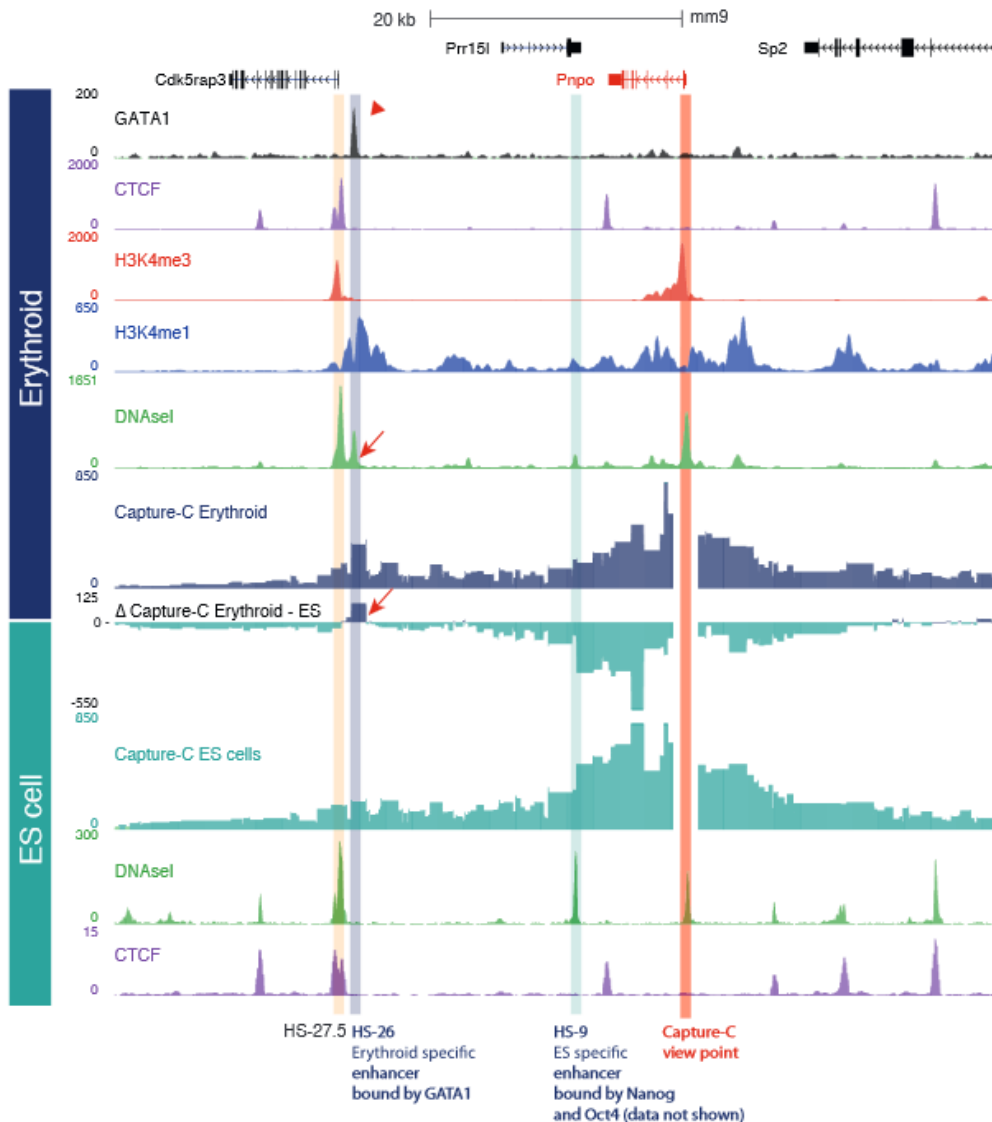 20 kb mm9
Prr15l Sp2
Cdk5rap3 Pnpo
Erythroid
200
GATA1
0
2000
CTCF
0
2000
H3K4me3
0
650
H3K4me1
0
1651
DNAseI
0
850
Capture-C Erythroid
0
125
Δ Capture-C Erythroid - ES
0 -
-550
ES cell
850
Capture-C ES cells
0
300
DNAseI
0
15
CTCF
0
HS-27.5
HS-26
Erythroid specific
enhancer
bound by GATA1
HS-9
ES specific
enhancer
bound by Nanog
and Oct4 (data not shown)
Capture-C
view point